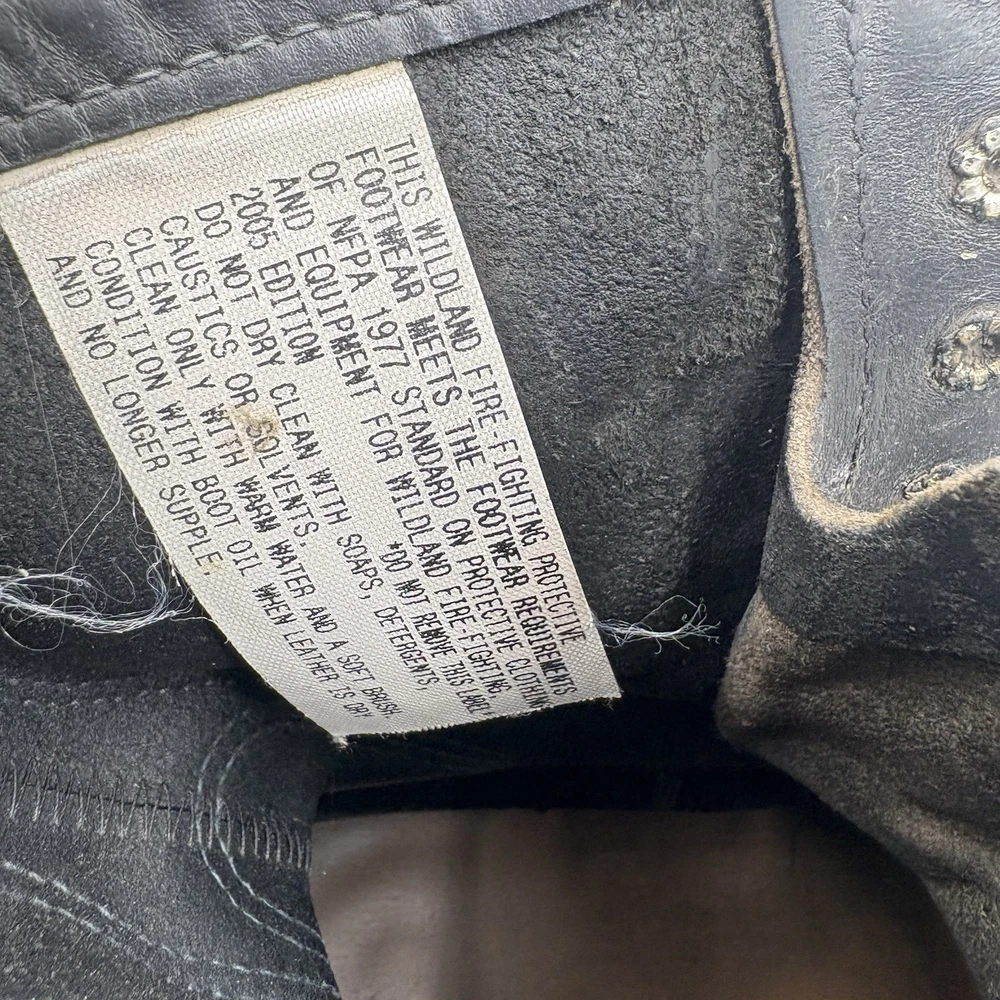 THIS WILDLAND FIRE-FIGHTING PROTECTIVE
FOOTWEAR MEETS THE FOOTWEAR REQUIREMENTS
OF NFPA 1977 STANDARD ON PROTECTIVE CLOTHING
AND EQUIPMENT FOR WILDLAND FIRE-FIGHTING,
2005 EDITION *DO NOT REMOVE THIS LABEL
DO NOT DRY CLEAN WITH SOAPS, DETERGENTS,
CAUSTICS OR SOLVENTS.
CLEAN ONLY WITH WARM WATER AND A SOFT BRUSH.
CONDITION WITH BOOT OIL WHEN LEATHER IS DRY
AND NO LONGER SUPPLE.